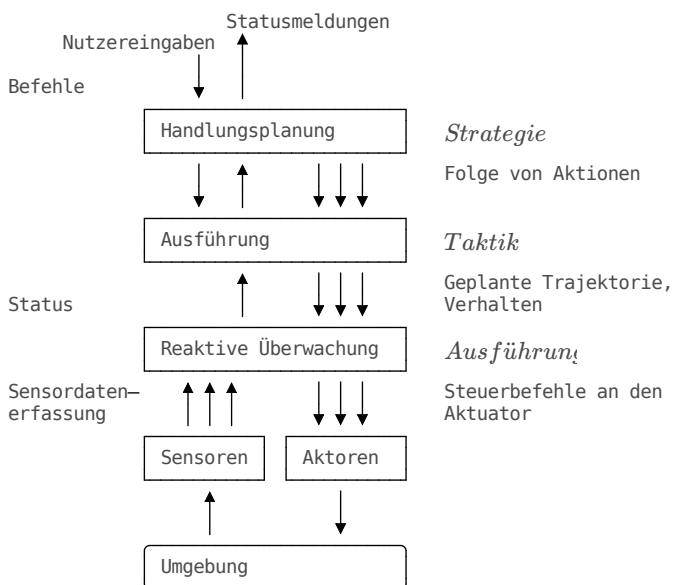 Statusmeldungen
Nutzereingaben
Befehle
Handlungsplanung
Strategie
Folge von Aktionen
Ausführung
Taktik
Geplante Trajektorie,
Verhalten
Status
Reaktive Überwachung
Ausführung
Sensordaten–
erfassung
Steuerbefehle an den
Aktuator
Sensoren
Aktoren
Umgebung